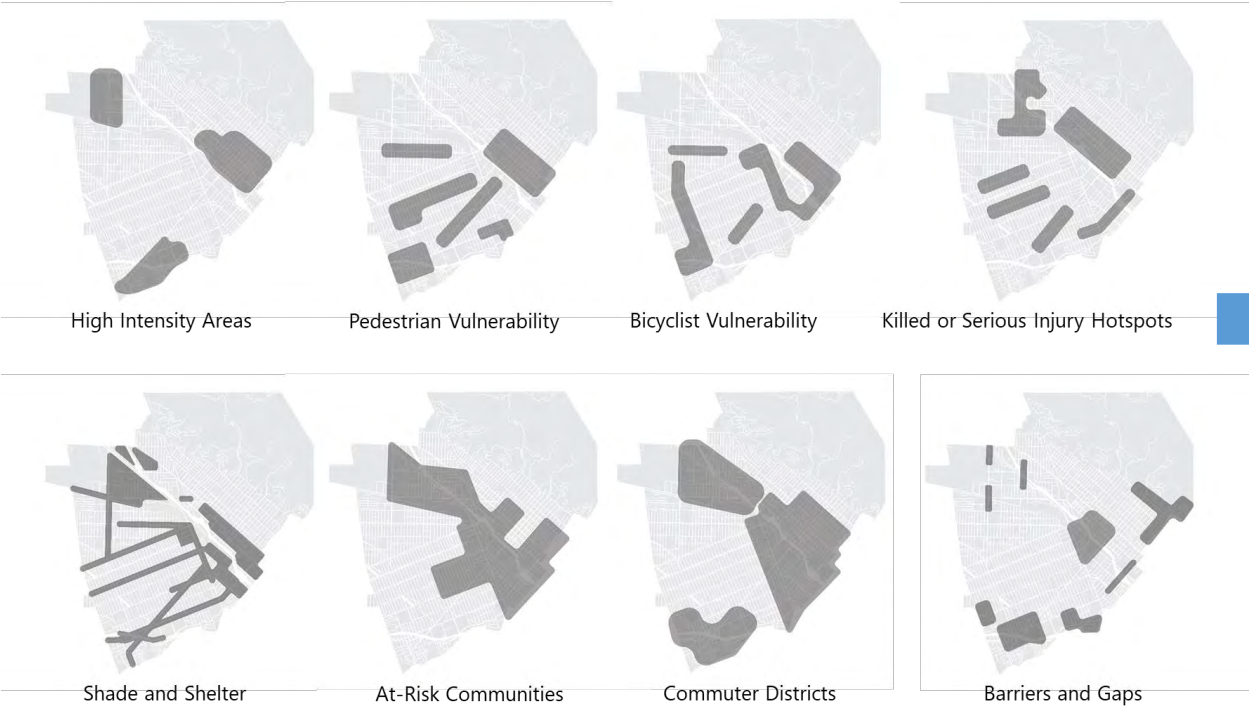 High Intensity Areas
Pedestrian Vulnerability
Bicyclist Vulnerability
Killed or Serious Injury Hotspots
Shade and Shelter
At-Risk Communities
Commuter Districts
Barriers and Gaps